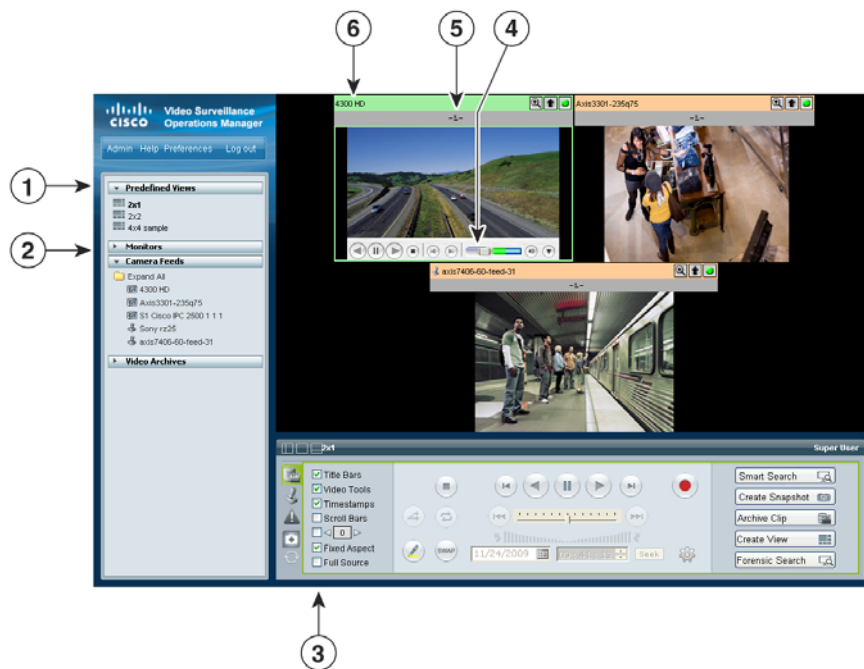 6 5 4
CISCO
Video Surveillance
Operations Manager
Admin Help Preferences Log out
1
Predefined Views
2x1
2x2
4x4 sample
2
Monitors
Camera Feeds
Expand All
4300 HD
Axis3301-235q75
S1 Cisco IPC 2500 1 1 1
Sony rz25
axis7406-60-feed-31
Video Archives
4300 HD
-L-
Axis3301-235q75
-L-
axis7406-60-feed-31
-L-
2x1
Super User
Title Bars
Video Tools
Timestamps
Scroll Bars
0
Fixed Aspect
Full Source
SWAP
11/24/2009
Seek
Smart Search
Create Snapshot
Archive Clip
Create View
Forensic Search
3